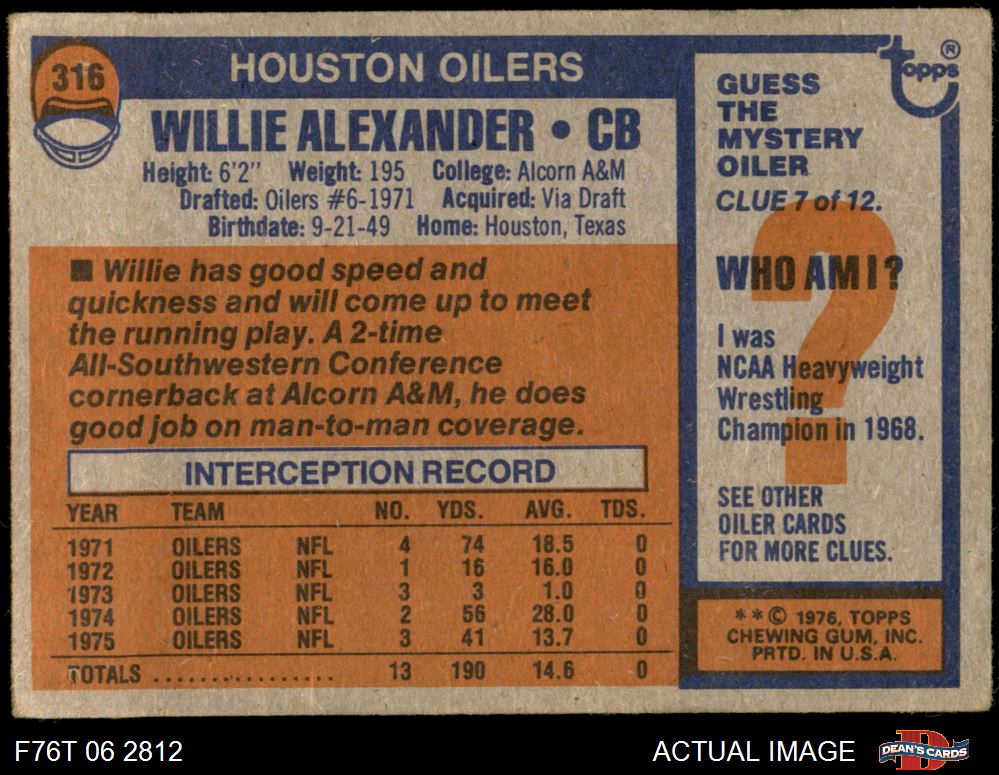 316
HOUSTON OILERS
WILLIE ALEXANDER • CB
Height: 6'2" Weight: 195 College: Alcorn A&M
Drafted: Oilers #6-1971 Acquired: Via Draft
Birthdate: 9-21-49 Home: Houston, Texas
■ Willie has good speed and
quickness and will come up to meet
the running play. A 2-time
All-Southwestern Conference
cornerback at Alcorn A&M, he does
good job on man-to-man coverage.
INTERCEPTION RECORD
YEAR TEAM NO. YDS. AVG. TDS.
1971 OILERS NFL 4 74 18.5 0
1972 OILERS NFL 1 16 16.0 0
1973 OILERS NFL 3 3 1.0 0
1974 OILERS NFL 2 56 28.0 0
1975 OILERS NFL 3 41 13.7 0
TOTALS ................ 13 190 14.6 0
topps®
GUESS
THE
MYSTERY
OILER
CLUE 7 of 12.
?
WHO AM I?
I was
NCAA Heavyweight
Wrestling
Champion in 1968.
SEE OTHER
OILER CARDS
FOR MORE CLUES.
**© 1976, TOPPS
CHEWING GUM, INC.
PRTD. IN U.S.A.
F76T 06 2812
ACTUAL IMAGE
D
DEAN'S CARDS